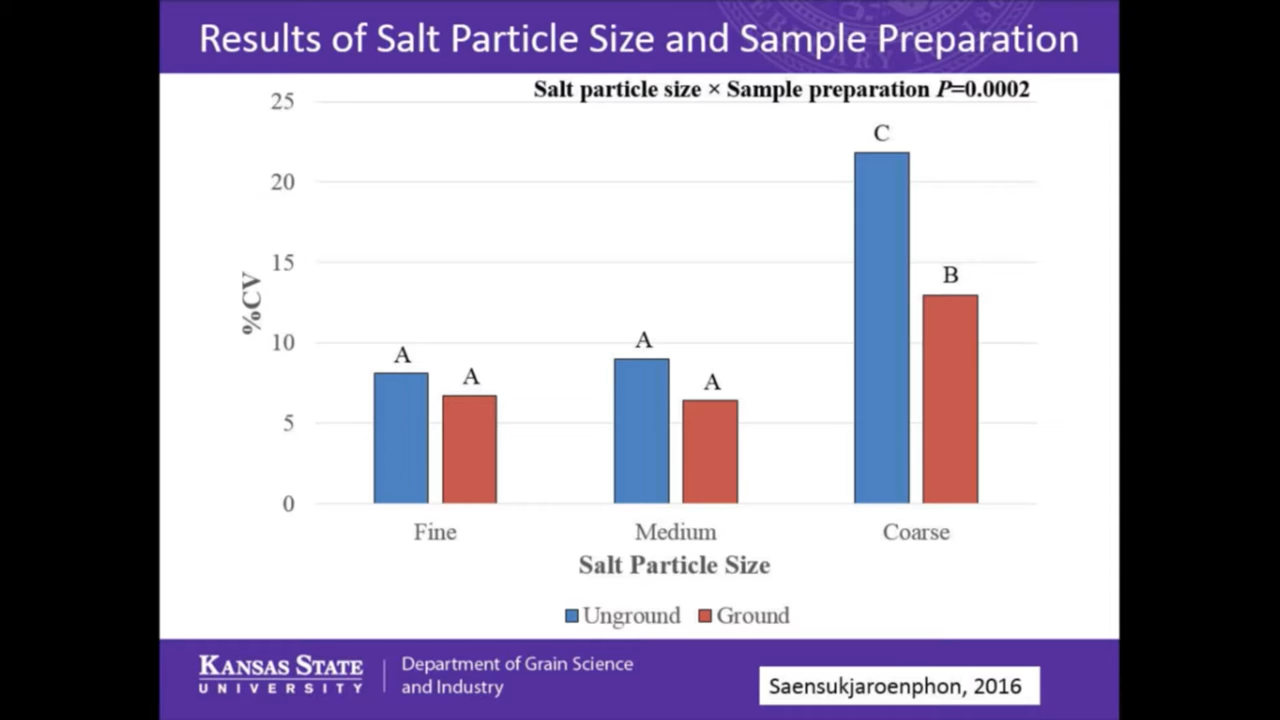 Results of Salt Particle Size and Sample Preparation
Salt particle size × Sample preparation P=0.0002
25
20
15
10
5
0
%CV
A
A
A
A
C
B
Fine
Medium
Coarse
Salt Particle Size
Unground
Ground
KANSAS STATE
UNIVERSITY
Department of Grain Science
and Industry
Saensukjaroenphon, 2016